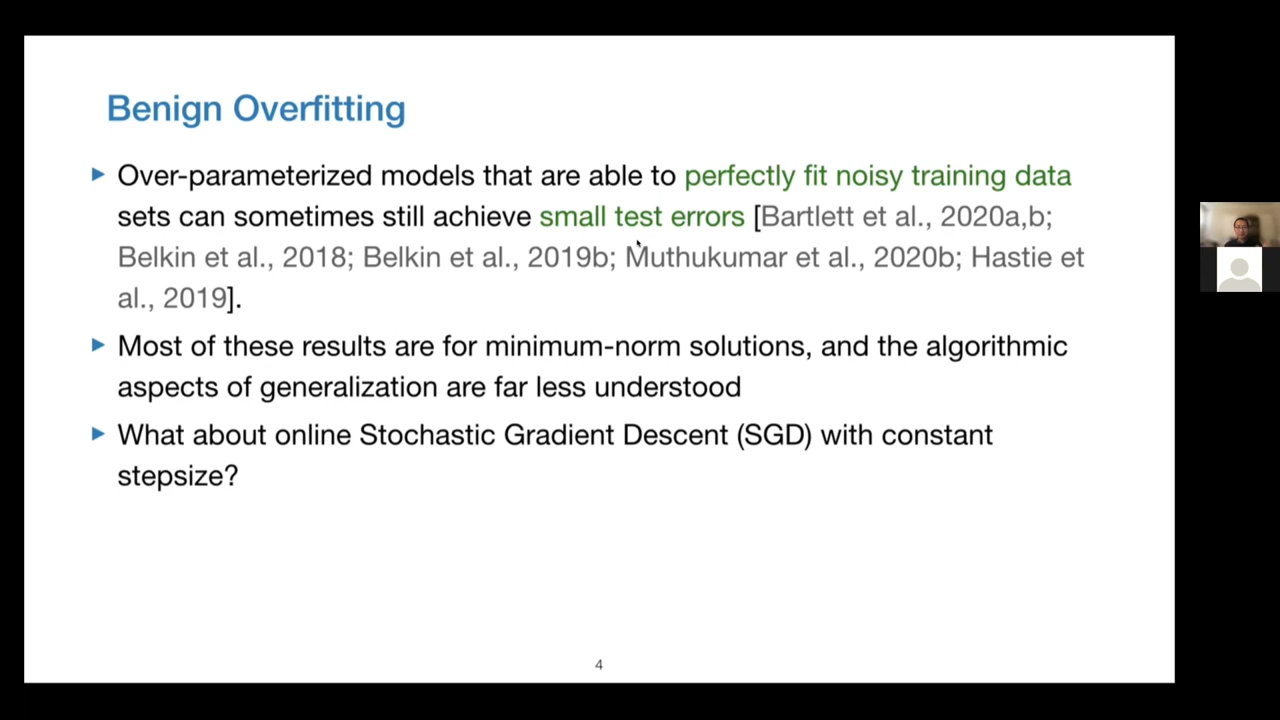 Benign Overfitting
▶ Over-parameterized models that are able to perfectly fit noisy training data
sets can sometimes still achieve small test errors [Bartlett et al., 2020a,b;
Belkin et al., 2018; Belkin et al., 2019b; Muthukumar et al., 2020b; Hastie et
al., 2019].
▶ Most of these results are for minimum-norm solutions, and the algorithmic
aspects of generalization are far less understood
▶ What about online Stochastic Gradient Descent (SGD) with constant
stepsize?
4